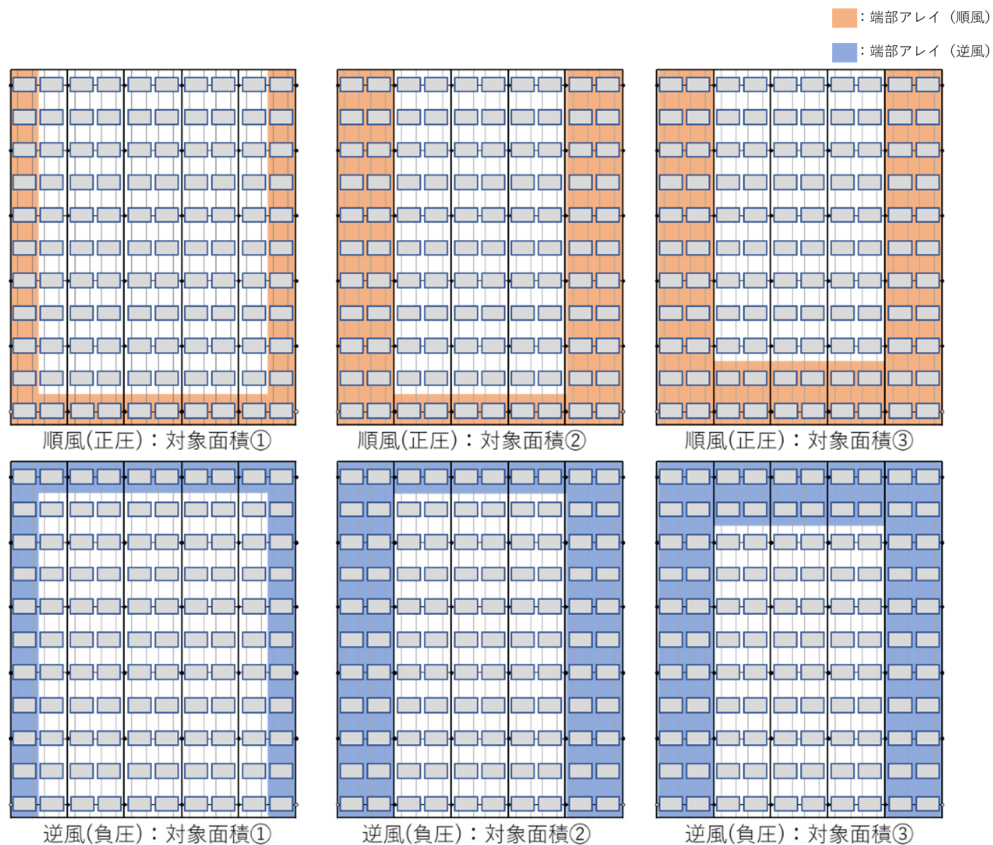 ：端部アレイ（順風）
：端部アレイ（逆風）
順風(正圧)：対象面積①
順風(正圧)：対象面積②
順風(正圧)：対象面積③
逆風(負圧)：対象面積①
逆風(負圧)：対象面積②
逆風(負圧)：対象面積③